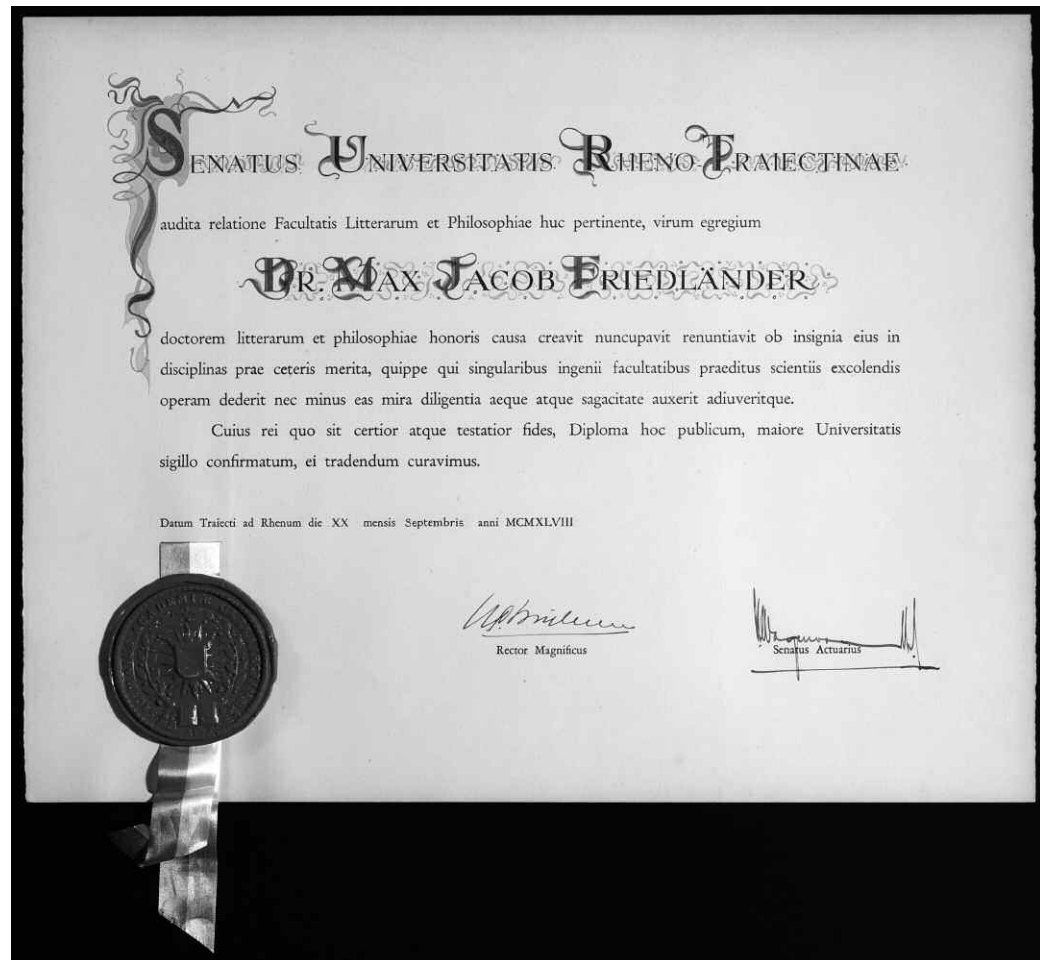 SENATUS UNIVERSITATIS RHENO-TRAIECTINAE
audita relatione Facultatis Litterarum et Philosophiae huc pertinente, virum egregium
DR. MAX JACOB FRIEDLÄNDER
doctorem litterarum et philosophiae honoris causa creavit nuncupavit renuntiavit ob insignia eius in
disciplinas prae ceteris merita, quippe qui singularibus ingenii facultatibus praeditus scientiis excolendis
operam dederit nec minus eas mira diligentia aeque atque sagacitate auxerit adiuveritque.
Cuius rei quo sit certior atque testatior fides, Diploma hoc publicum, maiore Universitatis
sigillo confirmatum, ei tradendum curavimus.
Datum Traiecti ad Rhenum die XX mensis Septembris anni MCMXLVIII
Rector Magnificus
Senatus Actuarius